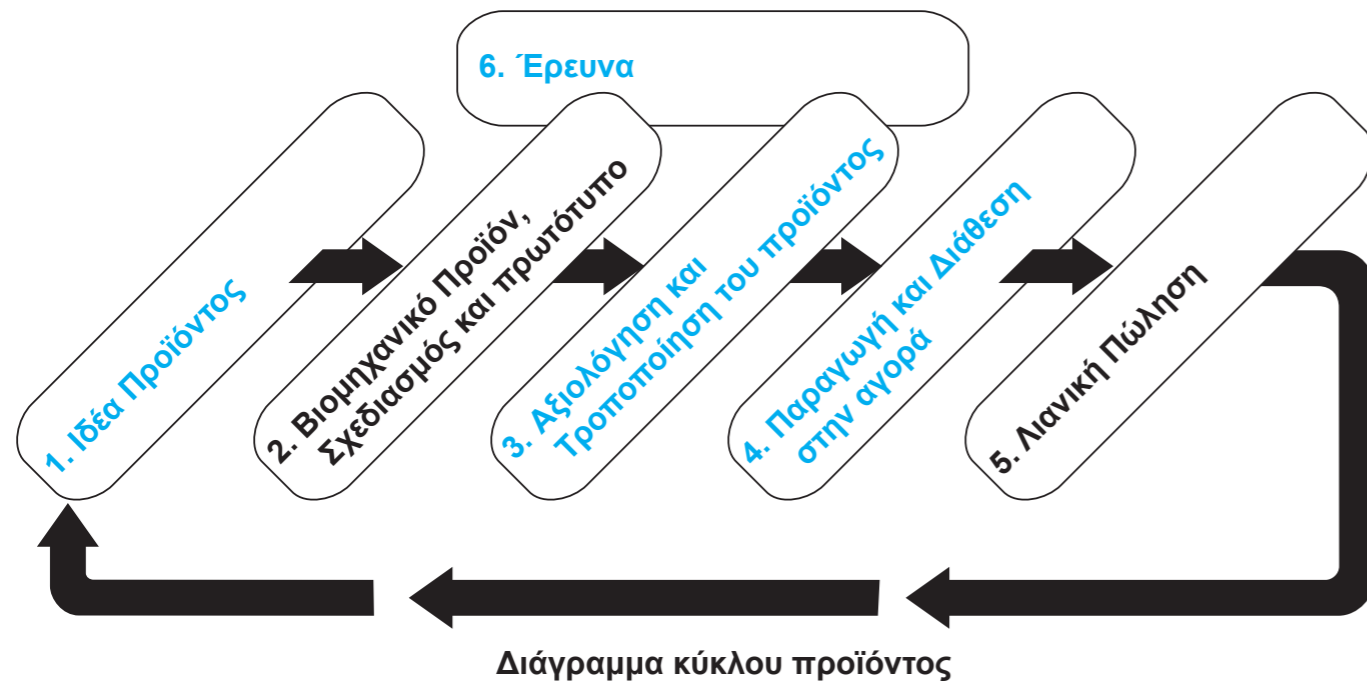 6. Έρευνα
1. Ιδέα Προϊόντος
2. Βιομηχανικό Προϊόν,
Σχεδιασμός και πρωτότυπο
3. Αξιολόγηση και
Τροποποίηση του προϊόντος
4. Παραγωγή και Διάθεση
στην αγορά
5. Λιανική Πώληση
Διάγραμμα κύκλου προϊόντος